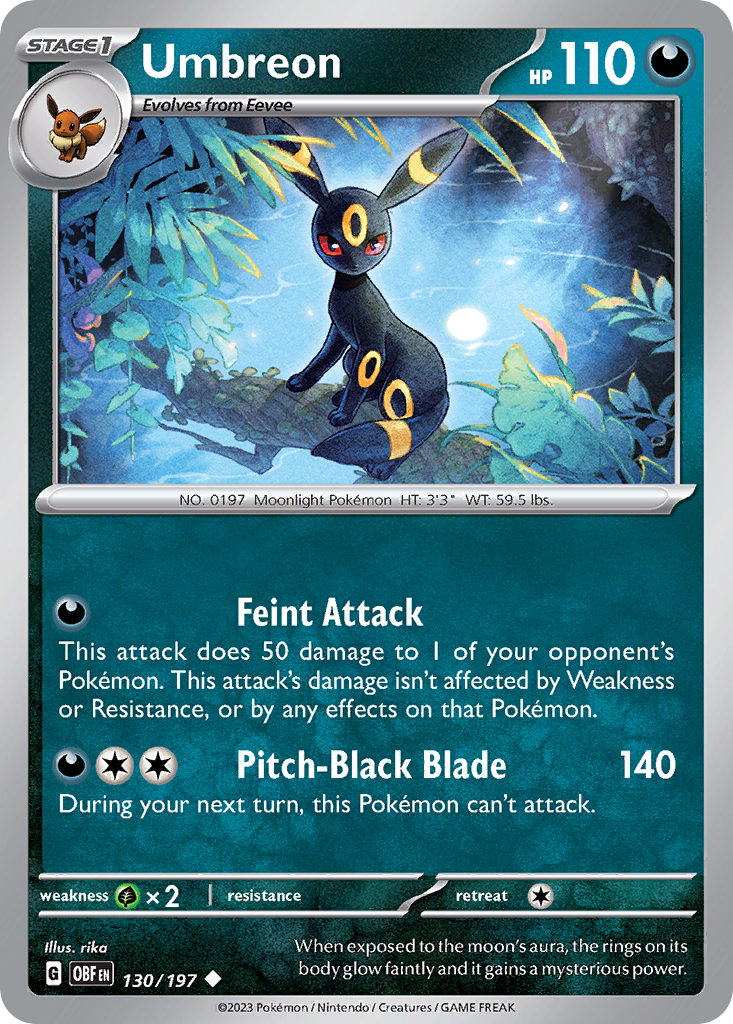 STAGE1
Umbreon
HP 110
Evolves from Eevee
NO. 0197 Moonlight Pokémon HT: 3'3" WT: 59.5 lbs.
Feint Attack
This attack does 50 damage to 1 of your opponent's
Pokémon. This attack's damage isn't affected by Weakness
or Resistance, or by any effects on that Pokémon.
Pitch-Black Blade 140
During your next turn, this Pokémon can't attack.
weakness ×2 resistance retreat
Illus. rika
When exposed to the moon's aura, the rings on its
body glow faintly and it gains a mysterious power.
G OBF EN 130/197
©2023 Pokémon / Nintendo / Creatures / GAME FREAK